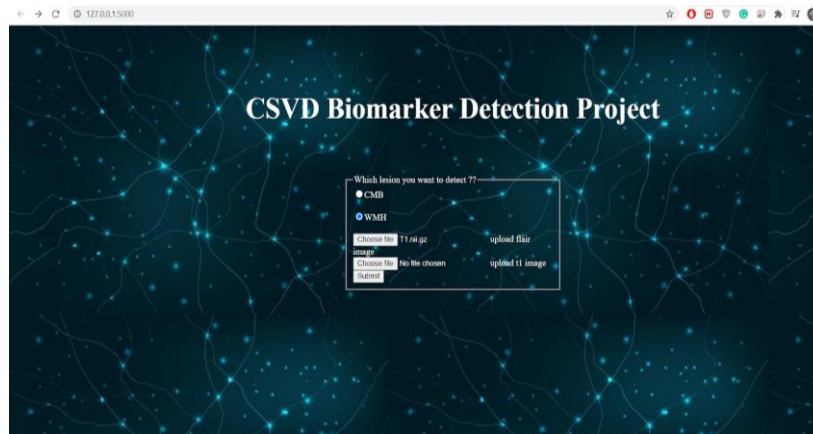 127.0.0.1:5000
CSVD Biomarker Detection Project
Which lesion you want to detect ??
CMB
WMH
Choose file T1.nii.gz upload flair
image
Choose file No file chosen upload t1 image
Submit